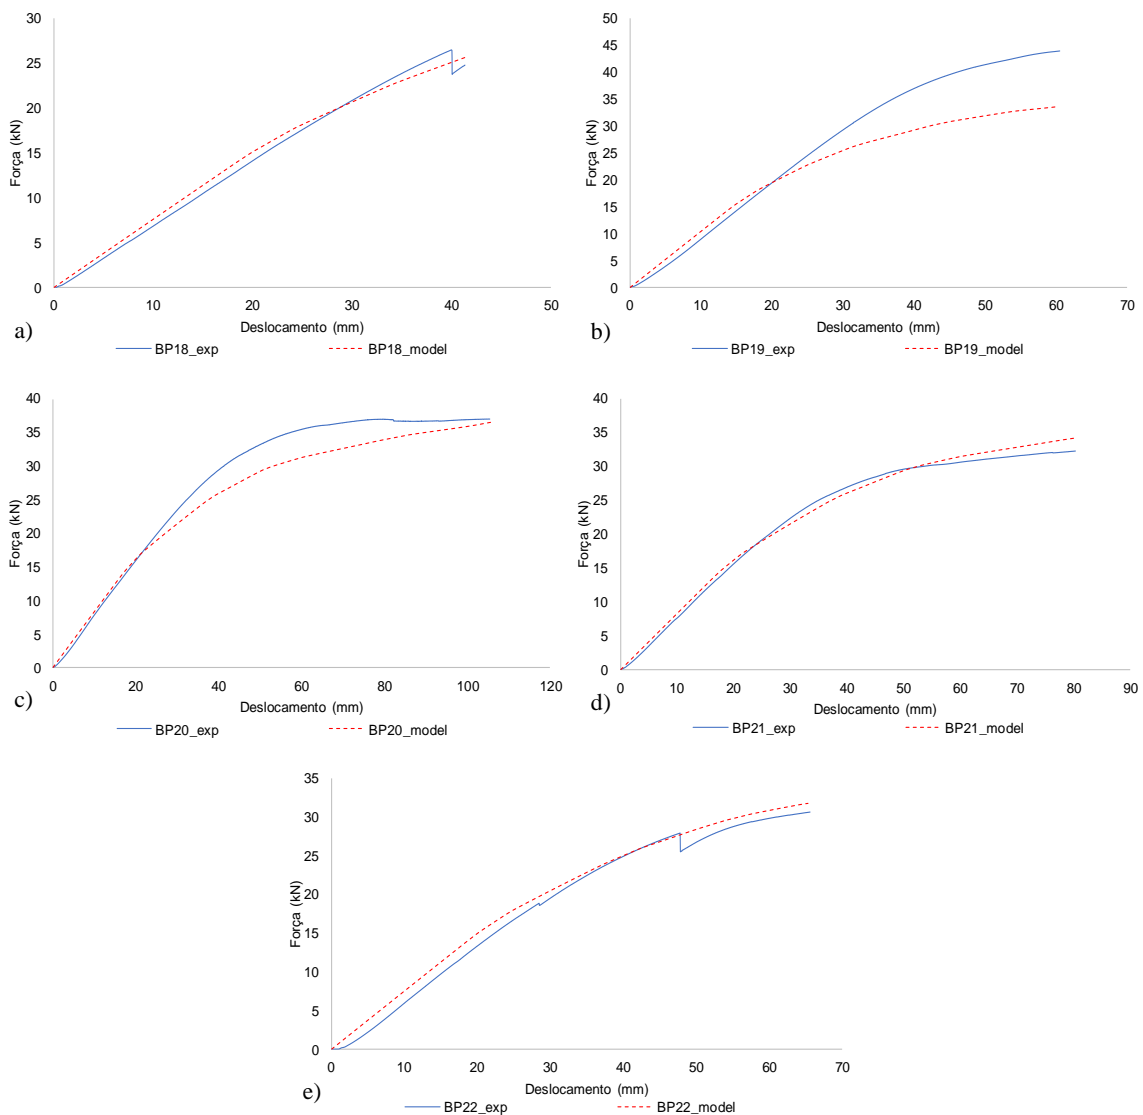 30
25
20
15
10
5
0
Força (kN)
0 10 20 30 40 50
Deslocamento (mm)
a)
BP18_exp BP18_model
50
45
40
35
30
25
20
15
10
5
0
Força (kN)
0 10 20 30 40 50 60 70
Deslocamento (mm)
b)
BP19_exp BP19_model
40
35
30
25
20
15
10
5
0
Força (kN)
0 20 40 60 80 100 120
Deslocamento (mm)
c)
BP20_exp BP20_model
40
35
30
25
20
15
10
5
0
Força (kN)
0 10 20 30 40 50 60 70 80 90
Deslocamento (mm)
d)
BP21_exp BP21_model
35
30
25
20
15
10
5
0
Força (kN)
0 10 20 30 40 50 60 70
Deslocamento (mm)
e)
BP22_exp BP22_model